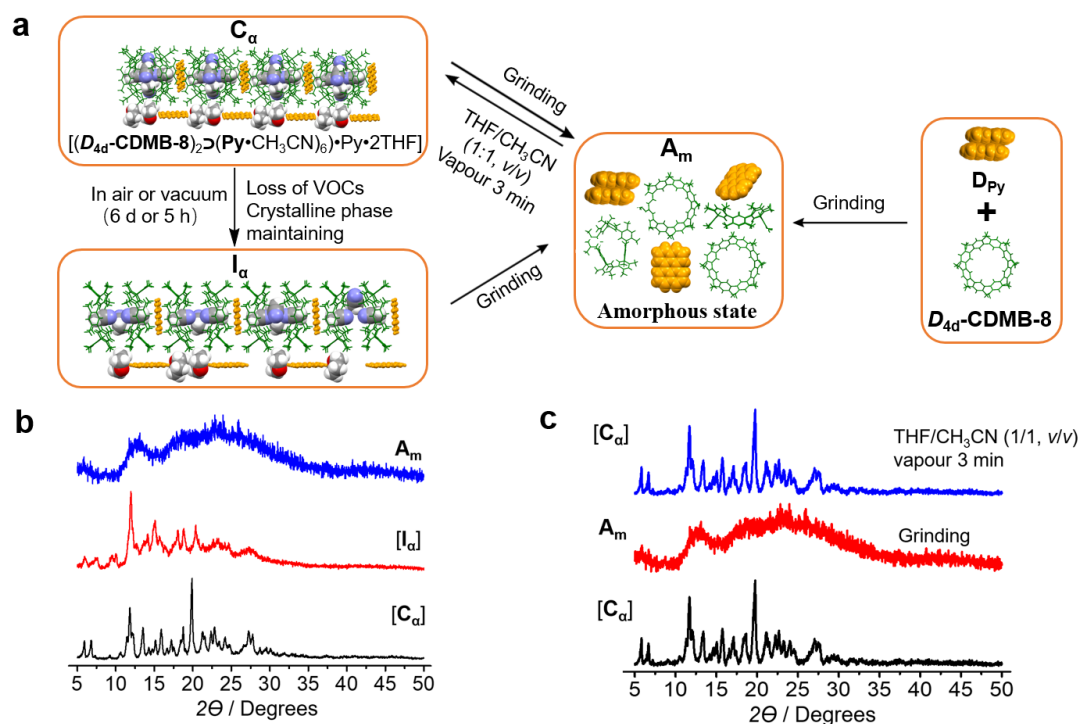 a
Cα
[(D4d-CDMB-8)2⊃(Py•CH3CN)6)•Py•2THF]
In air or vacuum
(6 d or 5 h)
Loss of VOCs
Crystalline phase
maintaining
Iα
Grinding
THF/CH3CN
(1:1, v/v)
Vapour 3 min
Grinding
Am
Amorphous state
Grinding
DPy
+
D4d-CDMB-8
b
Am
[Iα]
[Cα]
5 10 15 20 25 30 35 40 45 50
2Θ / Degrees
c
[Cα]
THF/CH3CN (1/1, v/v)
vapour 3 min
Am
Grinding
[Cα]
5 10 15 20 25 30 35 40 45 50
2Θ / Degrees